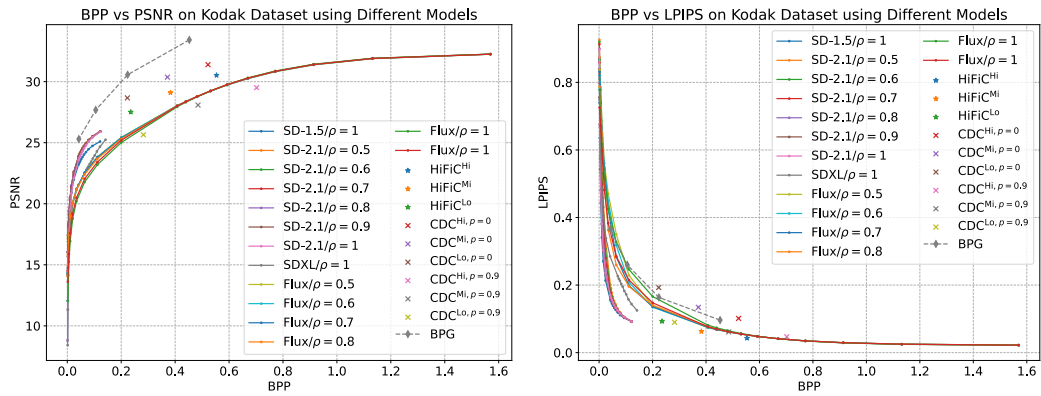 BPP vs PSNR on Kodak Dataset using Different Models
PSNR
30
25
20
15
10
0.0 0.2 0.4 0.6 0.8 1.0 1.2 1.4 1.6
BPP
SD-1.5/ρ = 1
SD-2.1/ρ = 0.5
SD-2.1/ρ = 0.6
SD-2.1/ρ = 0.7
SD-2.1/ρ = 0.8
SD-2.1/ρ = 0.9
SD-2.1/ρ = 1
SDXL/ρ = 1
Flux/ρ = 0.5
Flux/ρ = 0.6
Flux/ρ = 0.7
Flux/ρ = 0.8
Flux/ρ = 1
Flux/ρ = 1
HiFiC^Hi
HiFiC^Mi
HiFiC^Lo
CDC^Hi, p=0
CDC^Mi, p=0
CDC^Lo, p=0
CDC^Hi, p=0.9
CDC^Mi, p=0.9
CDC^Lo, p=0.9
BPG
BPP vs LPIPS on Kodak Dataset using Different Models
LPIPS
0.8
0.6
0.4
0.2
0.0
0.0 0.2 0.4 0.6 0.8 1.0 1.2 1.4 1.6
BPP
SD-1.5/ρ = 1
SD-2.1/ρ = 0.5
SD-2.1/ρ = 0.6
SD-2.1/ρ = 0.7
SD-2.1/ρ = 0.8
SD-2.1/ρ = 0.9
SD-2.1/ρ = 1
SDXL/ρ = 1
Flux/ρ = 0.5
Flux/ρ = 0.6
Flux/ρ = 0.7
Flux/ρ = 0.8
Flux/ρ = 1
Flux/ρ = 1
HiFiC^Hi
HiFiC^Mi
HiFiC^Lo
CDC^Hi, p=0
CDC^Mi, p=0
CDC^Lo, p=0
CDC^Hi, p=0.9
CDC^Mi, p=0.9
CDC^Lo, p=0.9
BPG